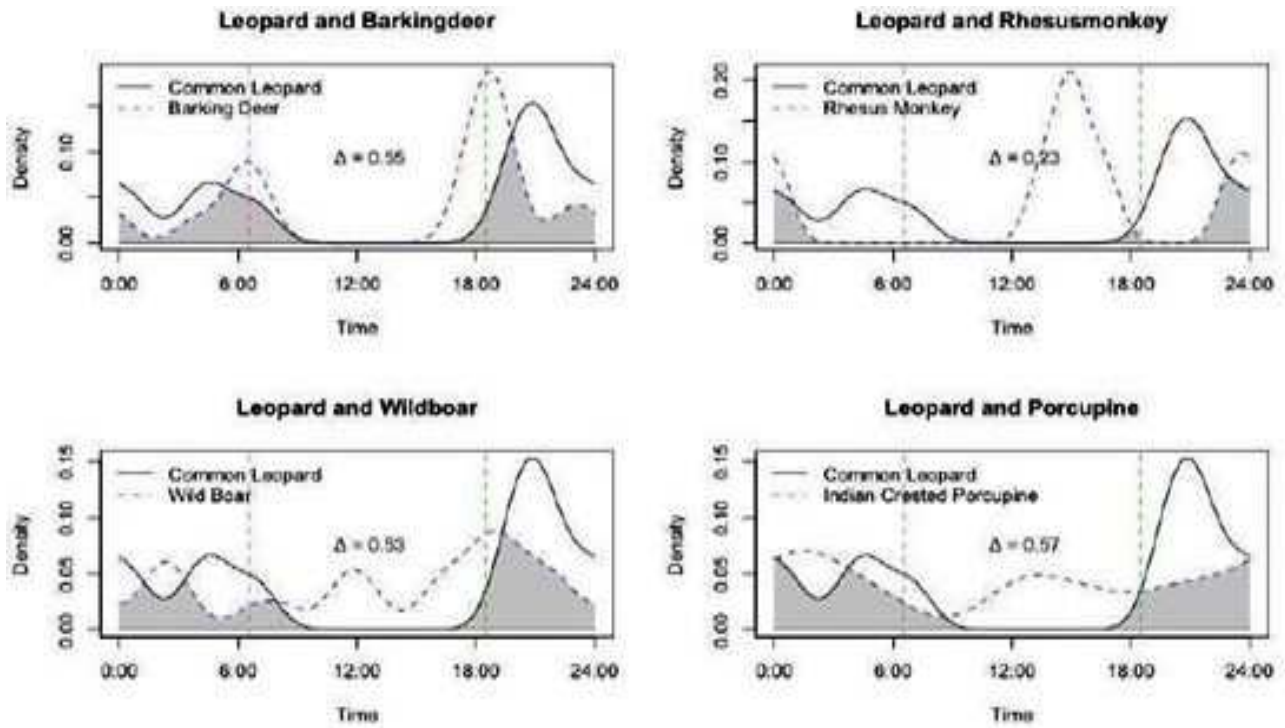 Leopard and Barkingdeer
Common Leopard
Barking Deer
Δ = 0.55
Density
0.00
0.10
0:00
6:00
12:00
18:00
24:00
Time
Leopard and Rhesusmonkey
Common Leopard
Rhesus Monkey
Δ = 0.23
Density
0.00
0.10
0.20
0:00
6:00
12:00
18:00
24:00
Time
Leopard and Wildboar
Common Leopard
Wild Boar
Δ = 0.53
Density
0.00
0.05
0.10
0.15
0:00
6:00
12:00
18:00
24:00
Time
Leopard and Porcupine
Common Leopard
Indian Crested Porcupine
Δ = 0.57
Density
0.00
0.05
0.10
0.15
0:00
6:00
12:00
18:00
24:00
Time